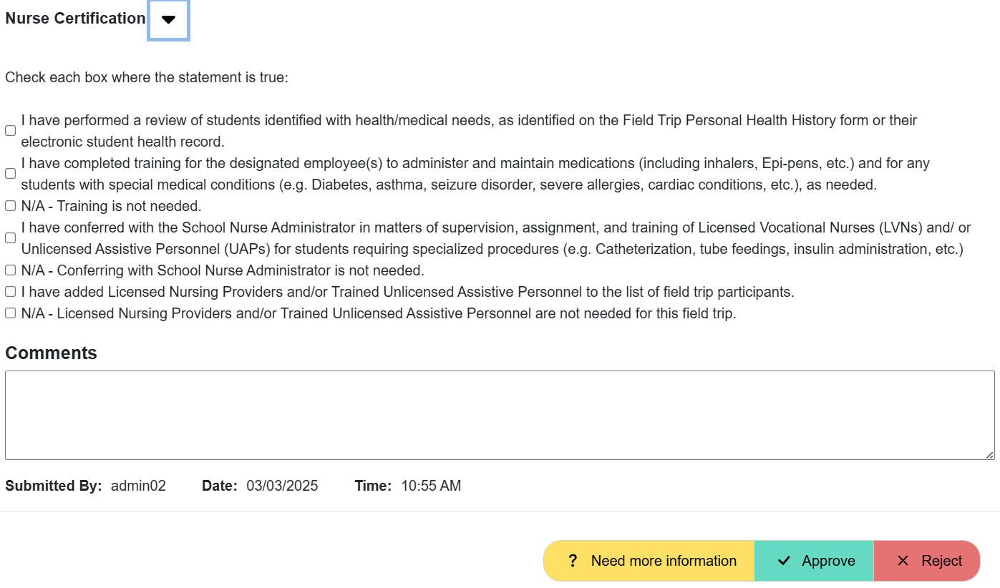 Nurse Certification
Check each box where the statement is true:
I have performed a review of students identified with health/medical needs, as identified on the Field Trip Personal Health History form or their
electronic student health record.
I have completed training for the designated employee(s) to administer and maintain medications (including inhalers, Epi-pens, etc.) and for any
students with special medical conditions (e.g. Diabetes, asthma, seizure disorder, severe allergies, cardiac conditions, etc.), as needed.
N/A - Training is not needed.
I have conferred with the School Nurse Administrator in matters of supervision, assignment, and training of Licensed Vocational Nurses (LVNs) and/ or
Unlicensed Assistive Personnel (UAPs) for students requiring specialized procedures (e.g. Catheterization, tube feedings, insulin administration, etc.)
N/A - Conferring with School Nurse Administrator is not needed.
I have added Licensed Nursing Providers and/or Trained Unlicensed Assistive Personnel to the list of field trip participants.
N/A - Licensed Nursing Providers and/or Trained Unlicensed Assistive Personnel are not needed for this field trip.
Comments
Submitted By: admin02 Date: 03/03/2025 Time: 10:55 AM
? Need more information Approve Reject